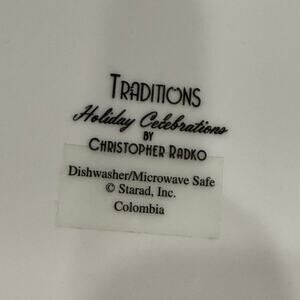 TRADITIONS
Holiday Celebrations
BY
CHRISTOPHER RADKO
Dishwasher/Microwave Safe
© Starad, Inc.
Colombia